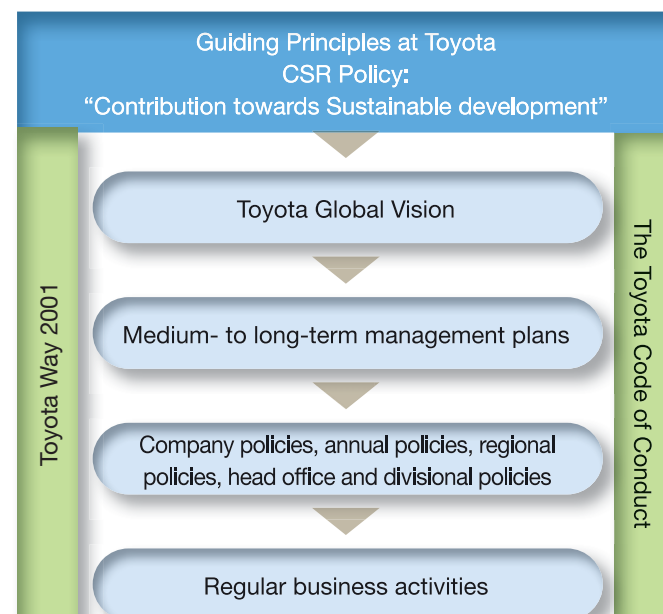 Guiding Principles at Toyota
CSR Policy:
“Contribution towards Sustainable development”
Toyota Way 2001
Toyota Global Vision
Medium- to long-term management plans
Company policies, annual policies, regional
policies, head office and divisional policies
Regular business activities
The Toyota Code of Conduct